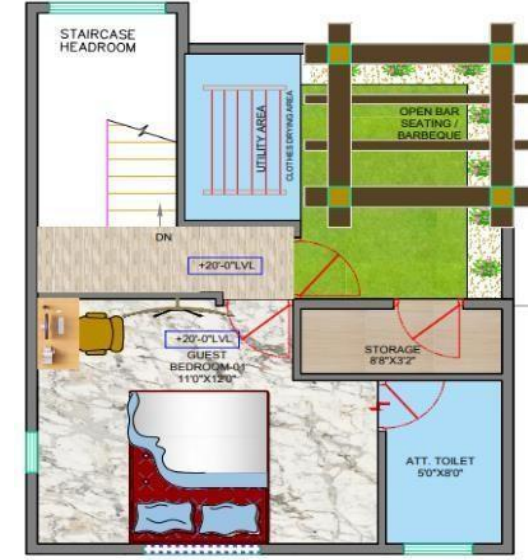 STAIRCASE
HEADROOM
UTILITY AREA
CLOTHES DRYING AREA
OPEN BAR
SEATING /
BARBEQUE
DN
+20'-0"LVL
+20'-0"LVL
GUEST
BEDROOM-01
11'0"X12'0"
STORAGE
8'8"X3'2"
ATT. TOILET
5'0"X8'0"